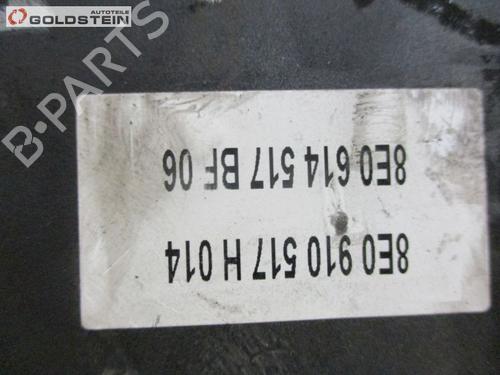 AUTOTEILE
GOLDSTEIN
8E0 910 517 H 014
8E0 614 517 BF 06
B-PARTS